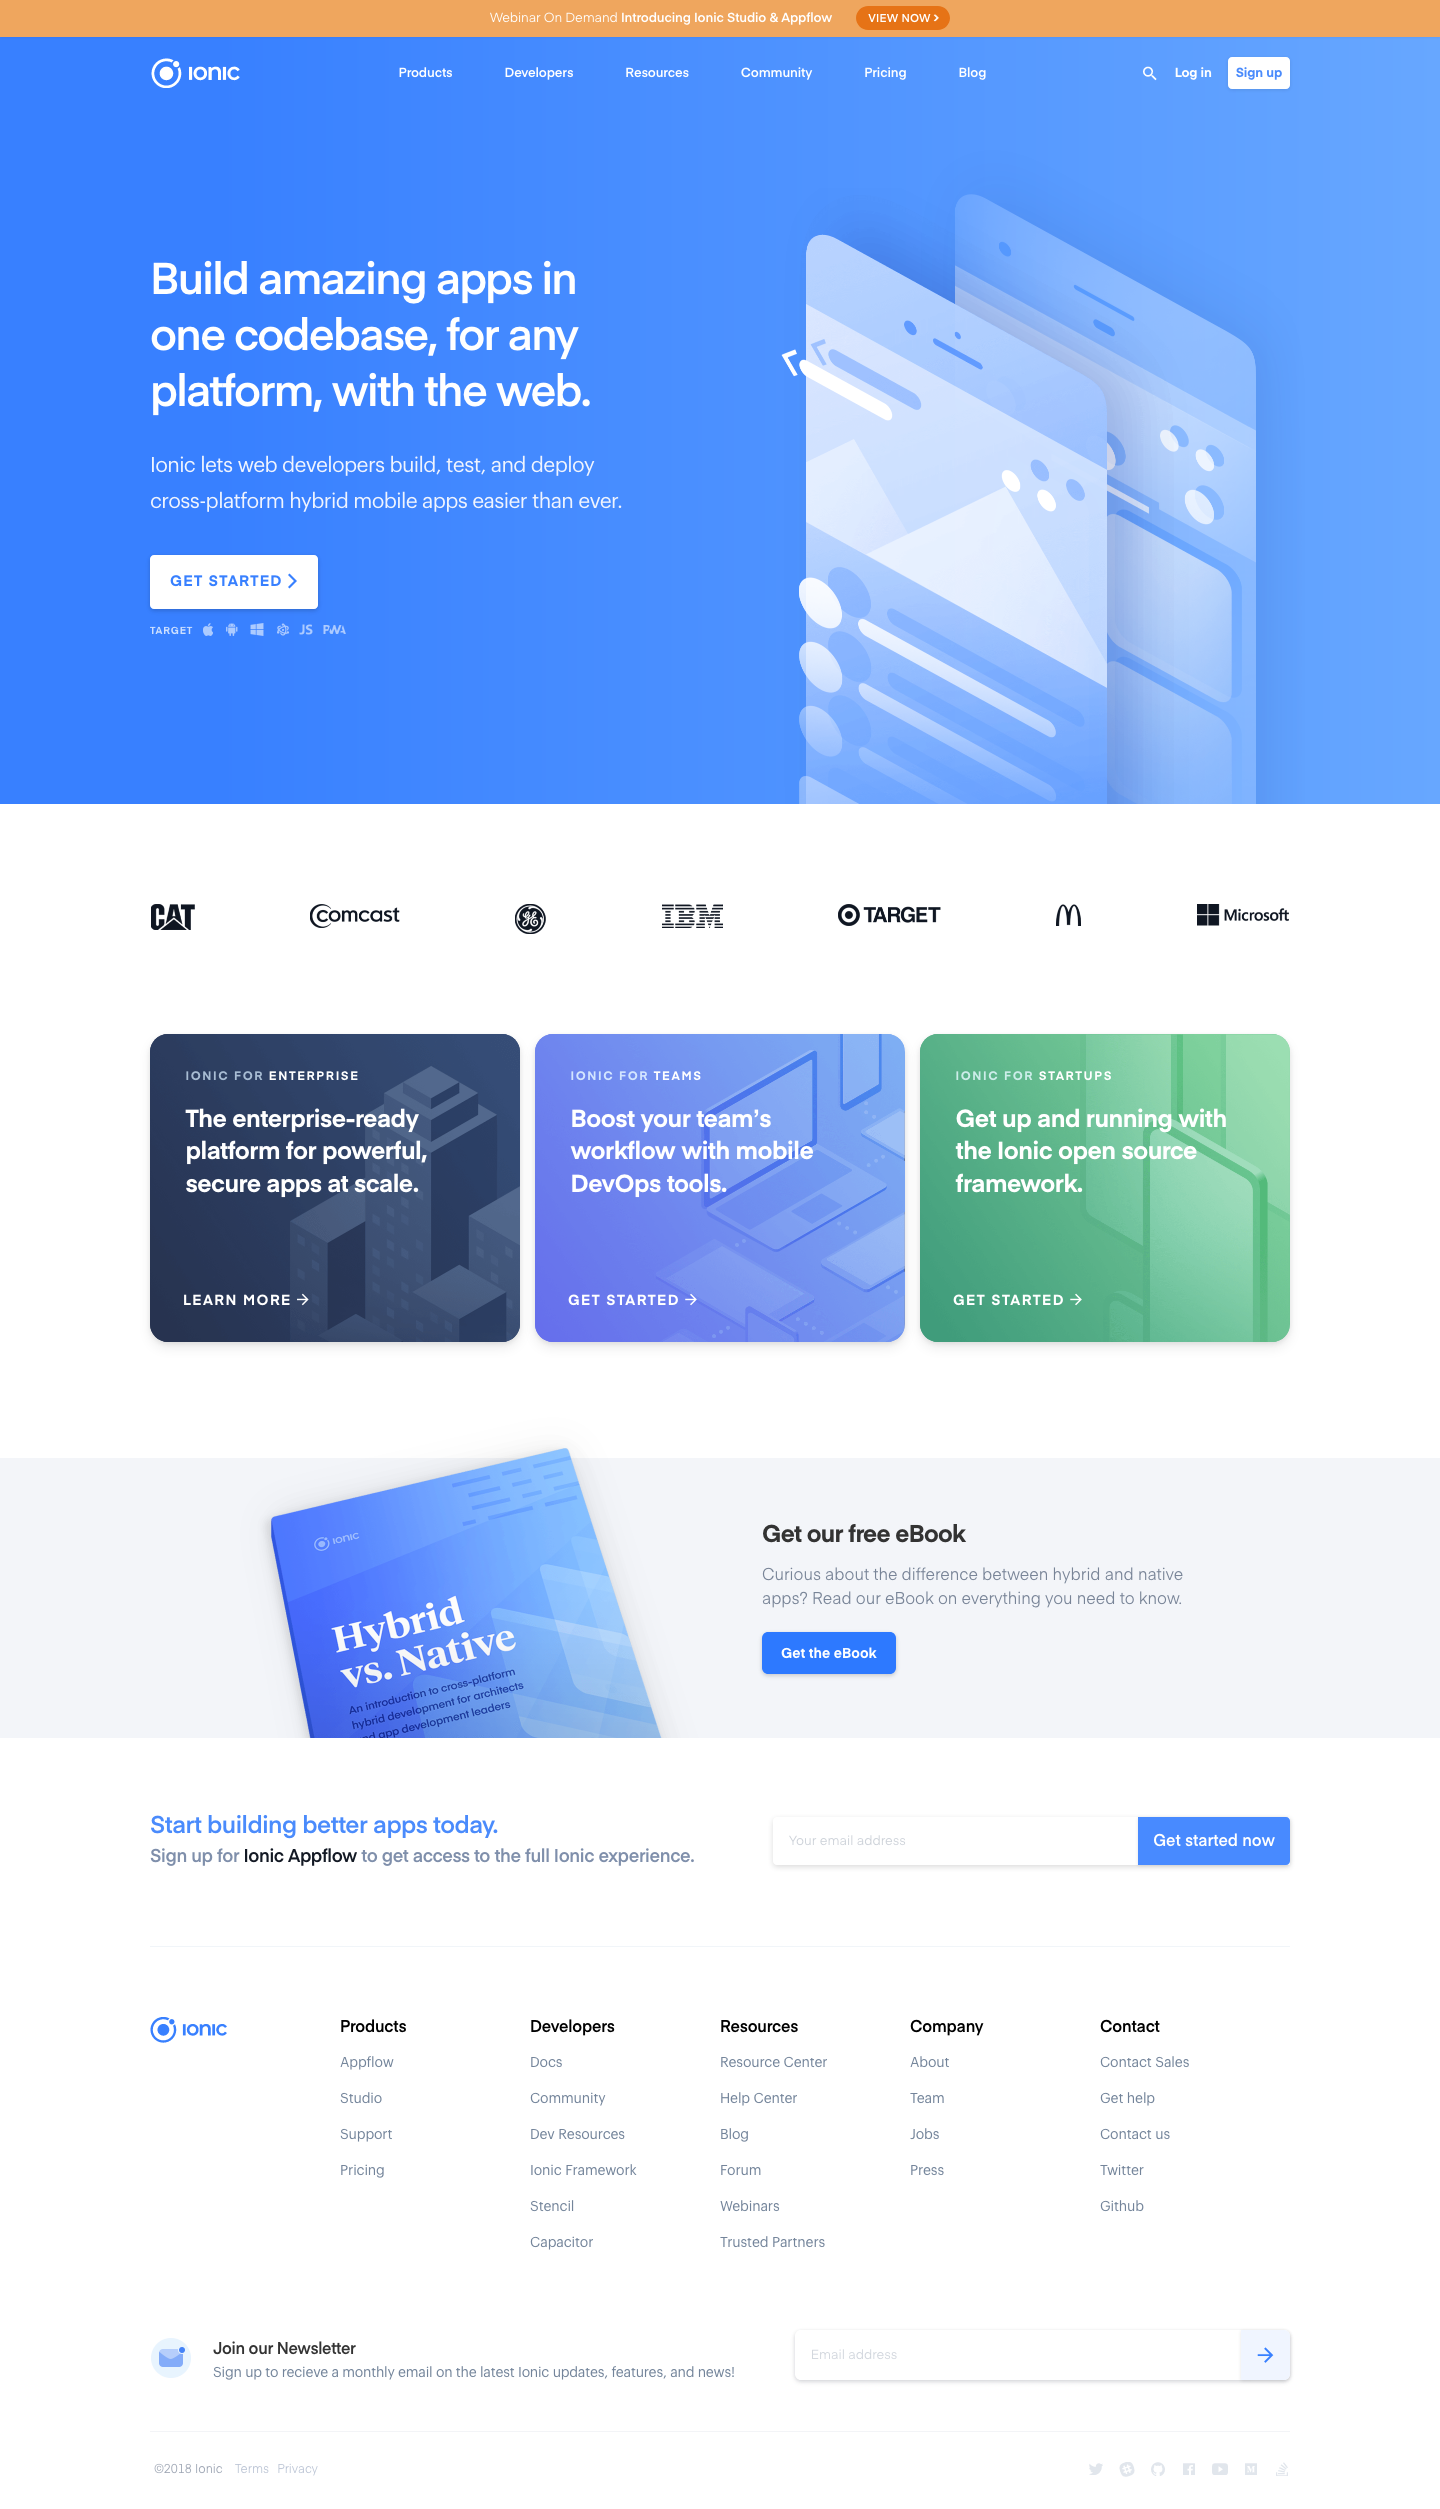 Webinar On Demand Introducing Ionic Studio & Appflow VIEW NOW
IONIC Products Developers Resources Community Pricing Blog Log in Sign up
Build amazing apps in
one codebase, for any
platform, with the web.
Ionic lets web developers build, test, and deploy
cross-platform hybrid mobile apps easier than ever.
GET STARTED
TARGET JS PWA
CAT Comcast GE IBM TARGET Microsoft
IONIC FOR ENTERPRISE
The enterprise-ready
platform for powerful,
secure apps at scale.
LEARN MORE
IONIC FOR TEAMS
Boost your team's
workflow with mobile
DevOps tools.
GET STARTED
IONIC FOR STARTUPS
Get up and running with
the Ionic open source
framework.
GET STARTED
IONIC
Hybrid
vs. Native
An introduction to cross-platform
hybrid development for architects
and app development leaders
Get our free eBook
Curious about the difference between hybrid and native
apps? Read our eBook on everything you need to know.
Get the eBook
Start building better apps today.
Sign up for Ionic Appflow to get access to the full Ionic experience.
Your email address Get started now
IONIC
Products
Appflow
Studio
Support
Pricing
Developers
Docs
Community
Dev Resources
Ionic Framework
Stencil
Capacitor
Resources
Resource Center
Help Center
Blog
Forum
Webinars
Trusted Partners
Company
About
Team
Jobs
Press
Contact
Contact Sales
Get help
Contact us
Twitter
Github
Join our Newsletter
Sign up to recieve a monthly email on the latest Ionic updates, features, and news!
Email address
©2018 Ionic Terms Privacy